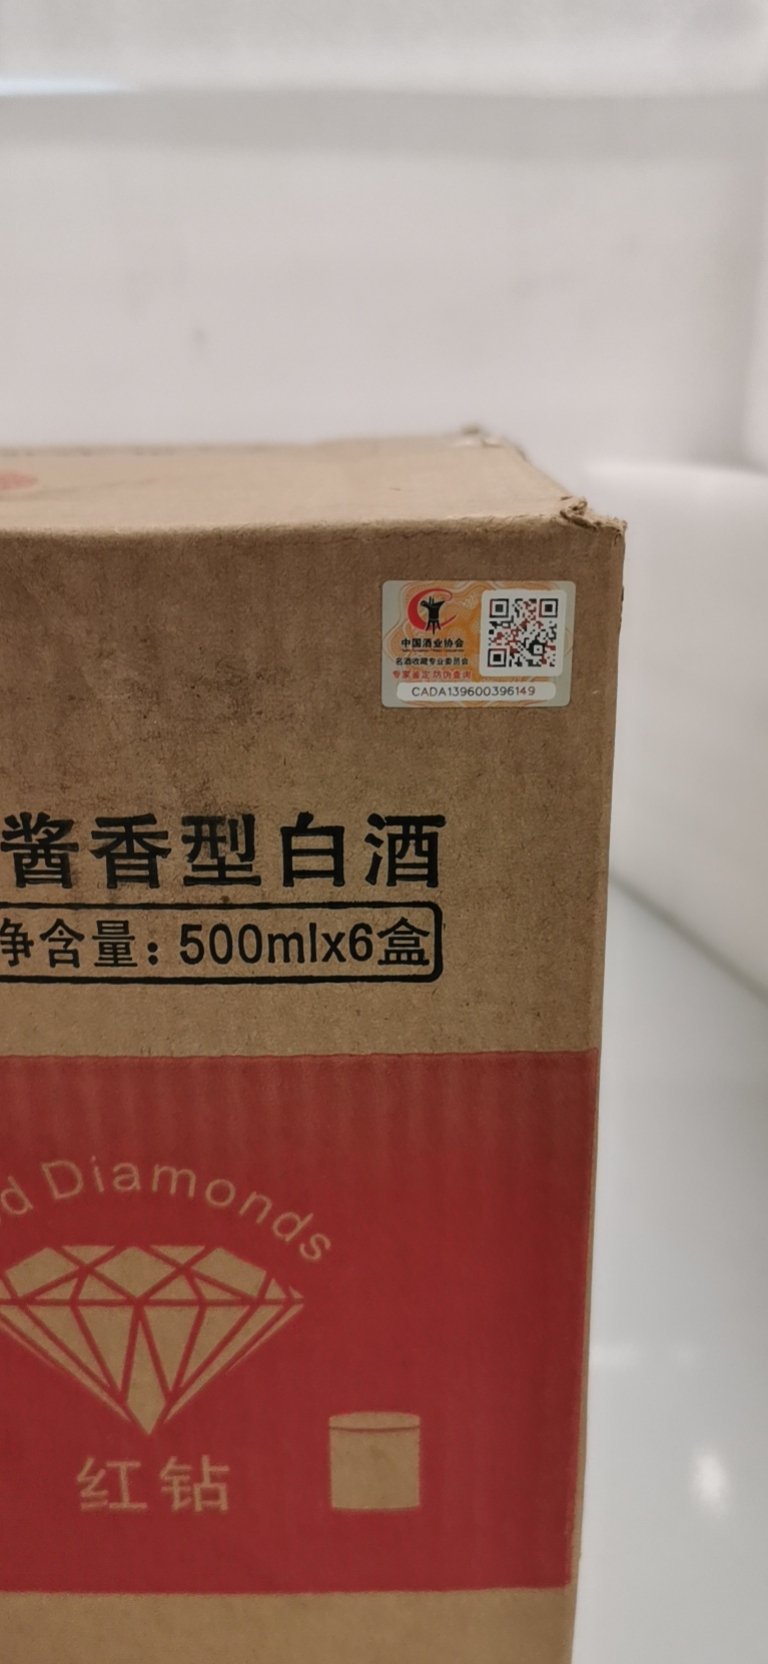 中国酒业协会
名酒收藏专业委员会
专家鉴定 防伪查询
CADA139600396149
酱香型白酒
净含量：500mlx6盒
d Diamonds
红钻